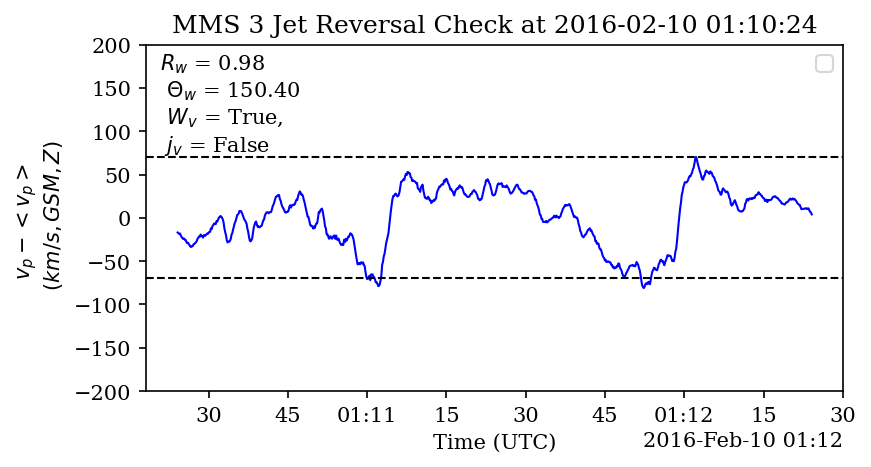 MMS 3 Jet Reversal Check at 2016-02-10 01:10:24
R_w = 0.98
Θ_w = 150.40
W_v = True,
j_v = False
200
150
100
50
0
−50
−100
−150
−200
v_p − < v_p >
(km/s, GSM, Z)
30 45 01:11 15 30 45 01:12 15 30
Time (UTC)
2016-Feb-10 01:12